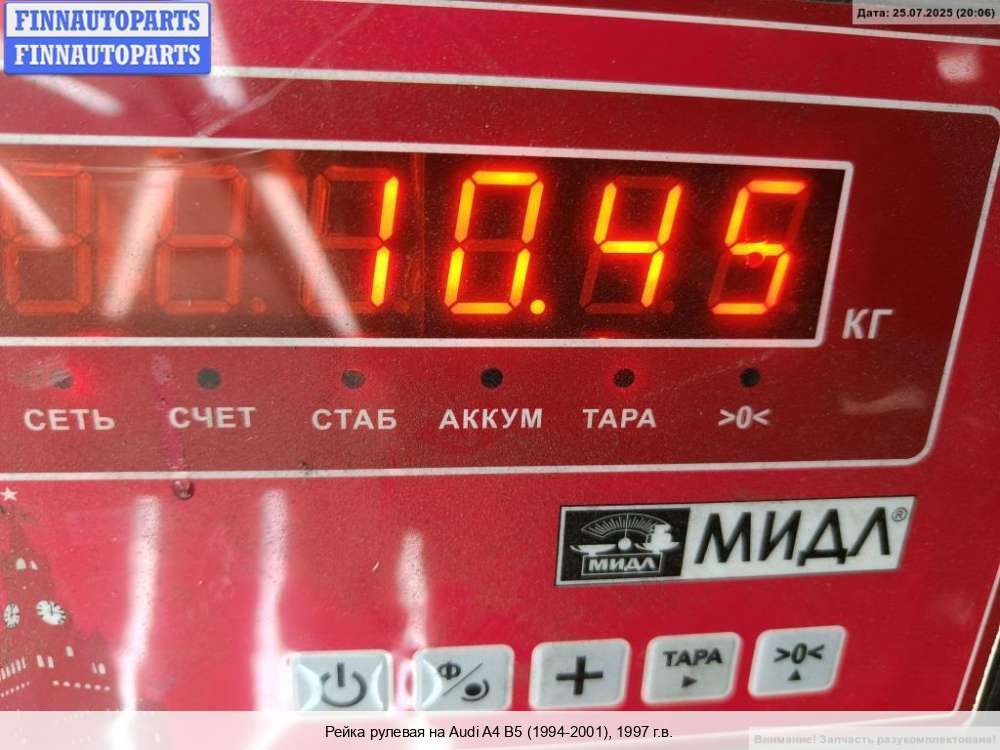 FINNAUTOPARTS
FINNAUTOPARTS
Дата: 25.07.2025 (20:06)
10.45
КГ
СЕТЬ СЧЕТ СТАБ АККУМ ТАРА >0<
МИДЛ МИДЛ®
Ф ТАРА >0<
Рейка рулевая на Audi A4 B5 (1994-2001), 1997 г.в.
Внимание! Запчасть разукомплектована!